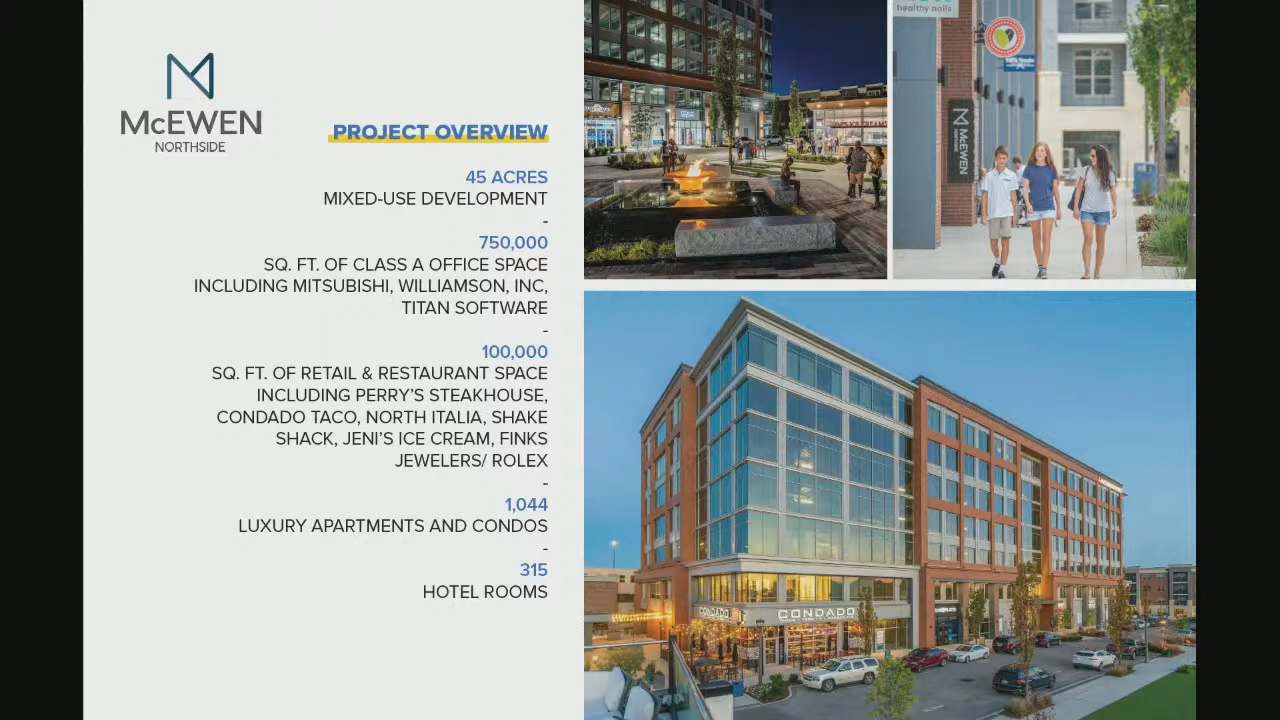 McEWEN
NORTHSIDE
PROJECT OVERVIEW
45 ACRES
MIXED-USE DEVELOPMENT
-
750,000
SQ. FT. OF CLASS A OFFICE SPACE
INCLUDING MITSUBISHI, WILLIAMSON, INC,
TITAN SOFTWARE
-
100,000
SQ. FT. OF RETAIL & RESTAURANT SPACE
INCLUDING PERRY'S STEAKHOUSE,
CONDADO TACO, NORTH ITALIA, SHAKE
SHACK, JENI'S ICE CREAM, FINKS
JEWELERS/ ROLEX
-
1,044
LUXURY APARTMENTS AND CONDOS
-
315
HOTEL ROOMS
healthy nails
McEWEN
NORTHSIDE
CONDADO
CONDADO